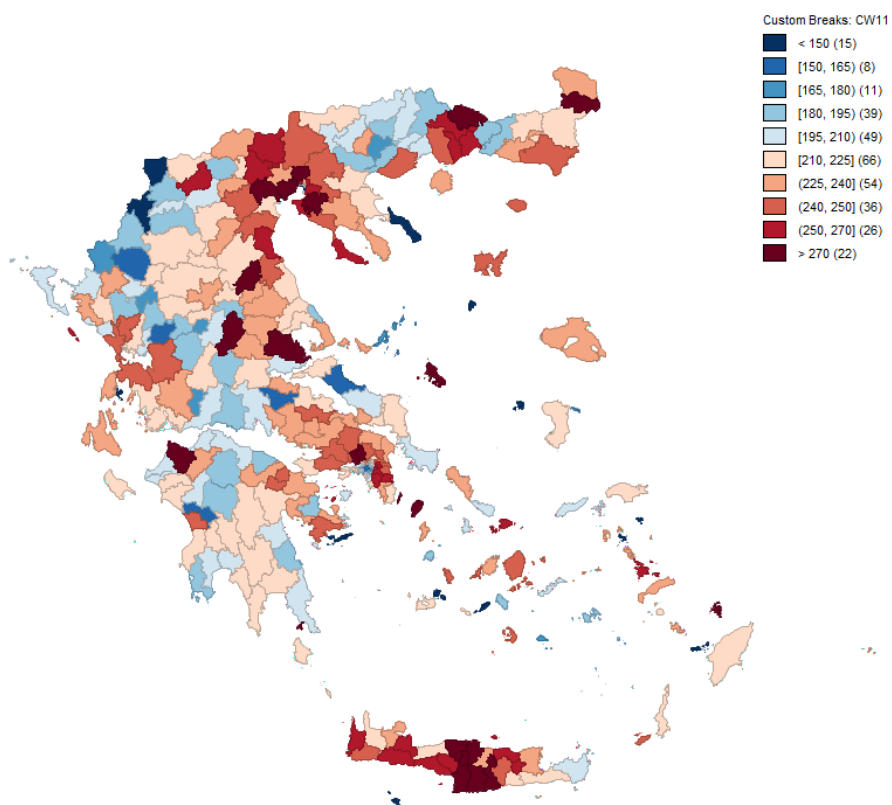 Custom Breaks: CW11
< 150 (15)
[150, 165) (8)
[165, 180) (11)
[180, 195) (39)
[195, 210) (49)
[210, 225] (66)
(225, 240] (54)
(240, 250] (36)
(250, 270] (26)
> 270 (22)